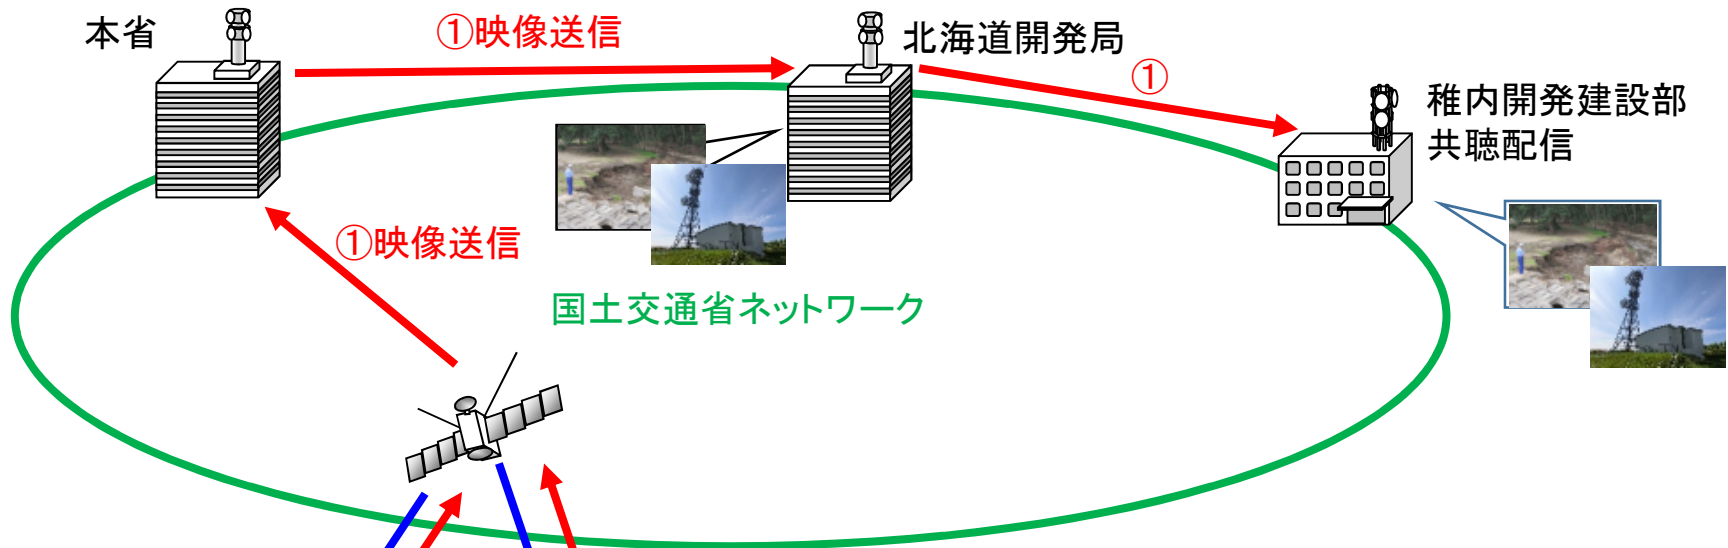 本省
①映像送信
北海道開発局
①
稚内開発建設部
共聴配信
①映像送信
国土交通省ネットワーク